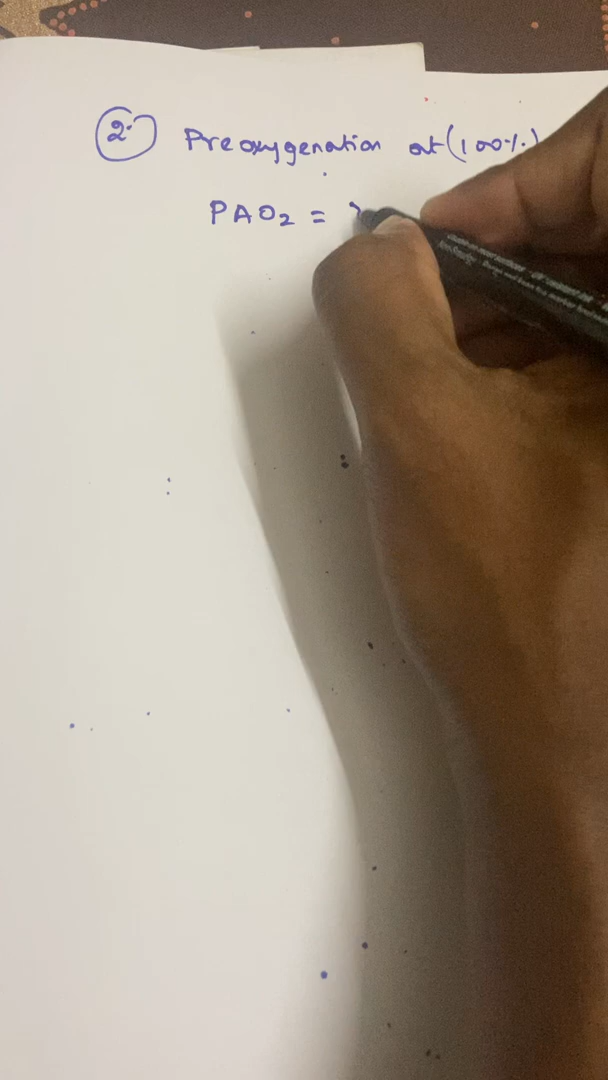 2. Preoxygenation at (100%)
PAO₂ =